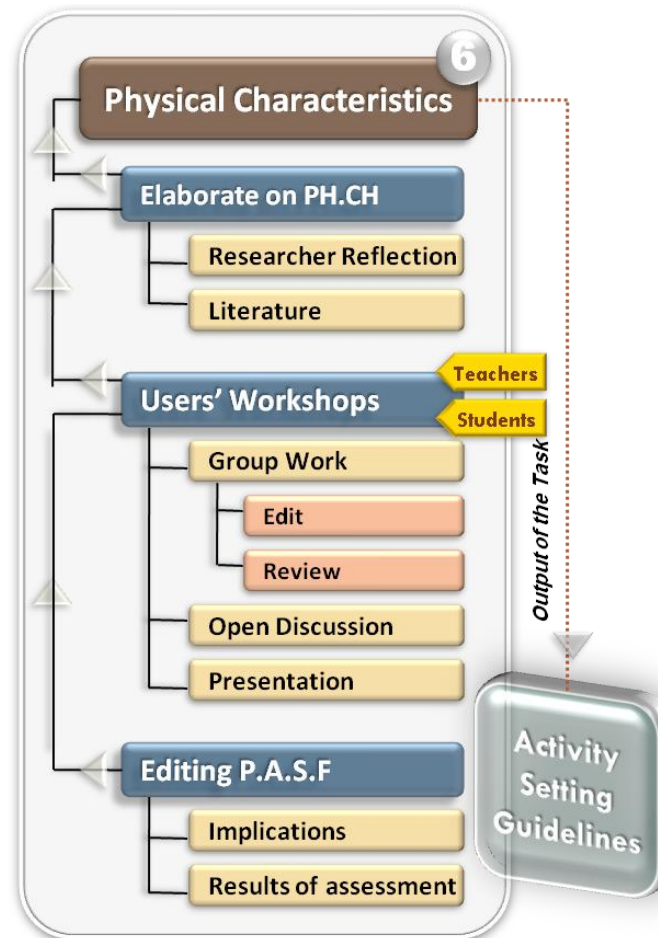 6
Physical Characteristics
Elaborate on PH.CH
Researcher Reflection
Literature
Users' Workshops
Teachers
Students
Group Work
Edit
Review
Open Discussion
Presentation
Editing P.A.S.F
Implications
Results of assessment
Output of the Task
Activity
Setting
Guidelines